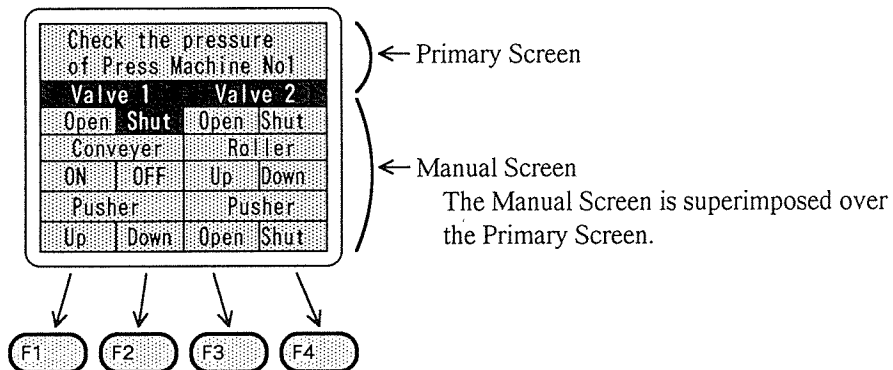 Check the pressure
of Press Machine No1
Primary Screen
Valve 1 Valve 2
Open Shut Open Shut
Conveyer Roller
ON OFF Up Down
Pusher Pusher
Up Down Open Shut
Manual Screen
The Manual Screen is superimposed over
the Primary Screen.
F1 F2 F3 F4